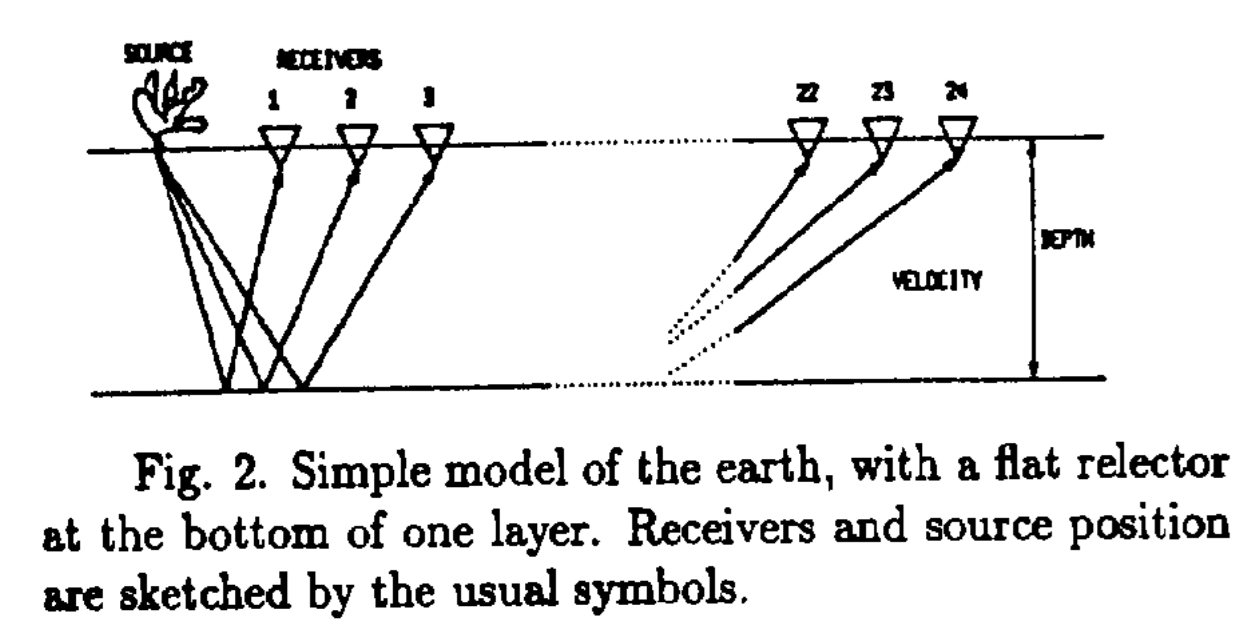 SOURCE
RECEIVERS
1 2 3 22 23 24
DEPTH
VELOCITY
Fig. 2. Simple model of the earth, with a flat relector
at the bottom of one layer. Receivers and source position
are sketched by the usual symbols.